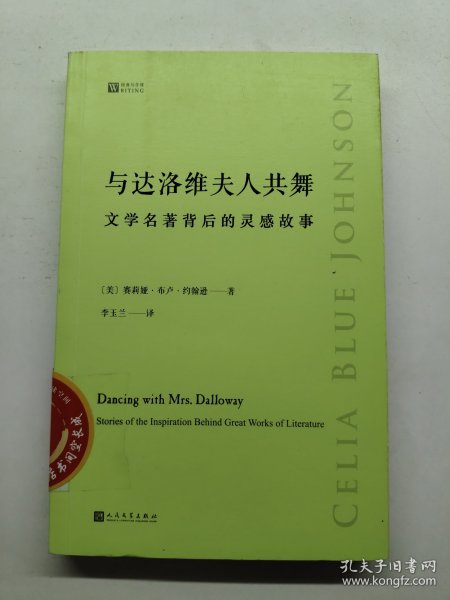 WRITING
与达洛维夫人共舞
文学名著背后的灵感故事
〔美〕赛莉娅·布卢·约翰逊——著
李玉兰——译
CELIA BLUE JOHNSON
Dancing with Mrs. Dalloway
Stories of the Inspiration Behind Great Works of Literature
人民文学出版社
孔夫子旧书网
www.kongfz.com